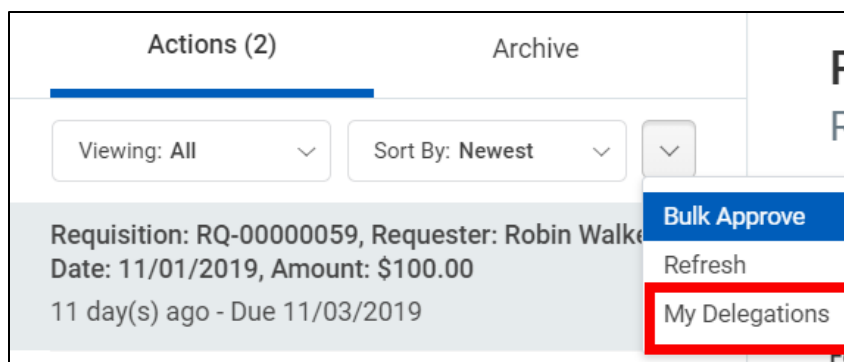 Actions (2)
Archive
Viewing: All
Sort By: Newest
Bulk Approve
Refresh
My Delegations
Requisition: RQ-00000059, Requester: Robin
Date: 11/01/2019, Amount: $100.00
11 day(s) ago - Due 11/03/2019